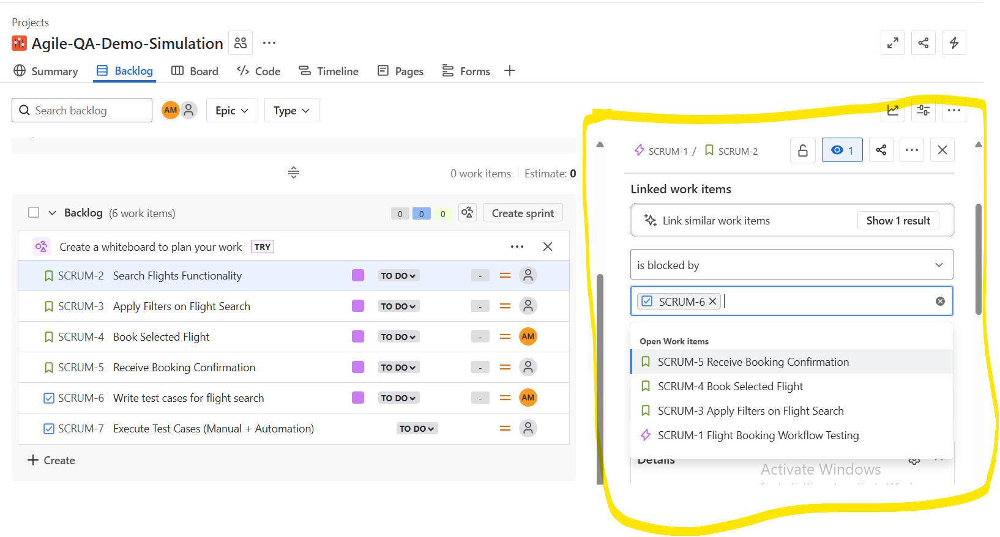 Projects
Agile-QA-Demo-Simulation
Summary Backlog Board Code Timeline Pages Forms
Search backlog AM Epic Type
0 work items Estimate: 0
Backlog (6 work items) 0 0 0 Create sprint
Create a whiteboard to plan your work TRY
SCRUM-2 Search Flights Functionality TO DO -
SCRUM-3 Apply Filters on Flight Search TO DO -
SCRUM-4 Book Selected Flight TO DO - AM
SCRUM-5 Receive Booking Confirmation TO DO -
SCRUM-6 Write test cases for flight search TO DO - AM
SCRUM-7 Execute Test Cases (Manual + Automation) TO DO
Create
SCRUM-1 / SCRUM-2 1
Linked work items
Link similar work items Show 1 result
is blocked by
SCRUM-6
Open Work items
SCRUM-5 Receive Booking Confirmation
SCRUM-4 Book Selected Flight
SCRUM-3 Apply Filters on Flight Search
SCRUM-1 Flight Booking Workflow Testing
Details
Activate Windows